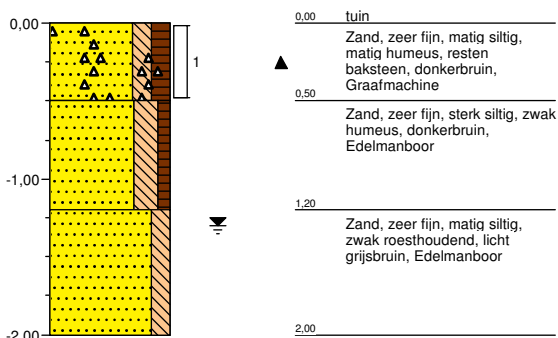 0,00
-1,00
-2,00
1
0,00 tuin
Zand, zeer fijn, matig siltig,
matig humeus, resten
baksteen, donkerbruin,
Graafmachine
0,50
Zand, zeer fijn, sterk siltig, zwak
humeus, donkerbruin,
Edelmanboor
1,20
Zand, zeer fijn, matig siltig,
zwak roesthoudend, licht
grijsbruin, Edelmanboor
2,00